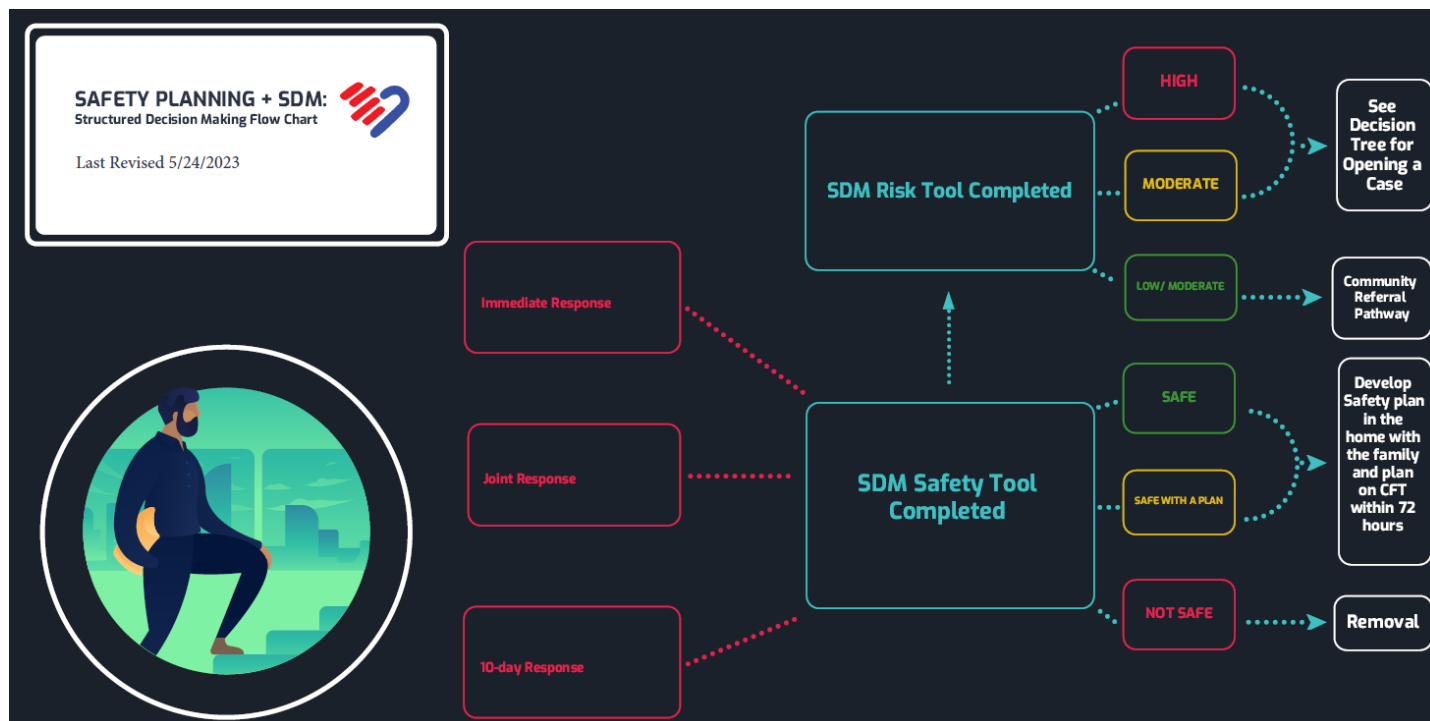 SAFETY PLANNING + SDM:
Structured Decision Making Flow Chart
Last Revised 5/24/2023
Immediate Response
Joint Response
10-day Response
SDM Risk Tool Completed
HIGH
MODERATE
LOW/ MODERATE
See
Decision
Tree for
Opening a
Case
Community
Referral
Pathway
SDM Safety Tool
Completed
SAFE
SAFE WITH A PLAN
NOT SAFE
Develop
Safety plan
in the
home with
the family
and plan
on CFT
within 72
hours
Removal